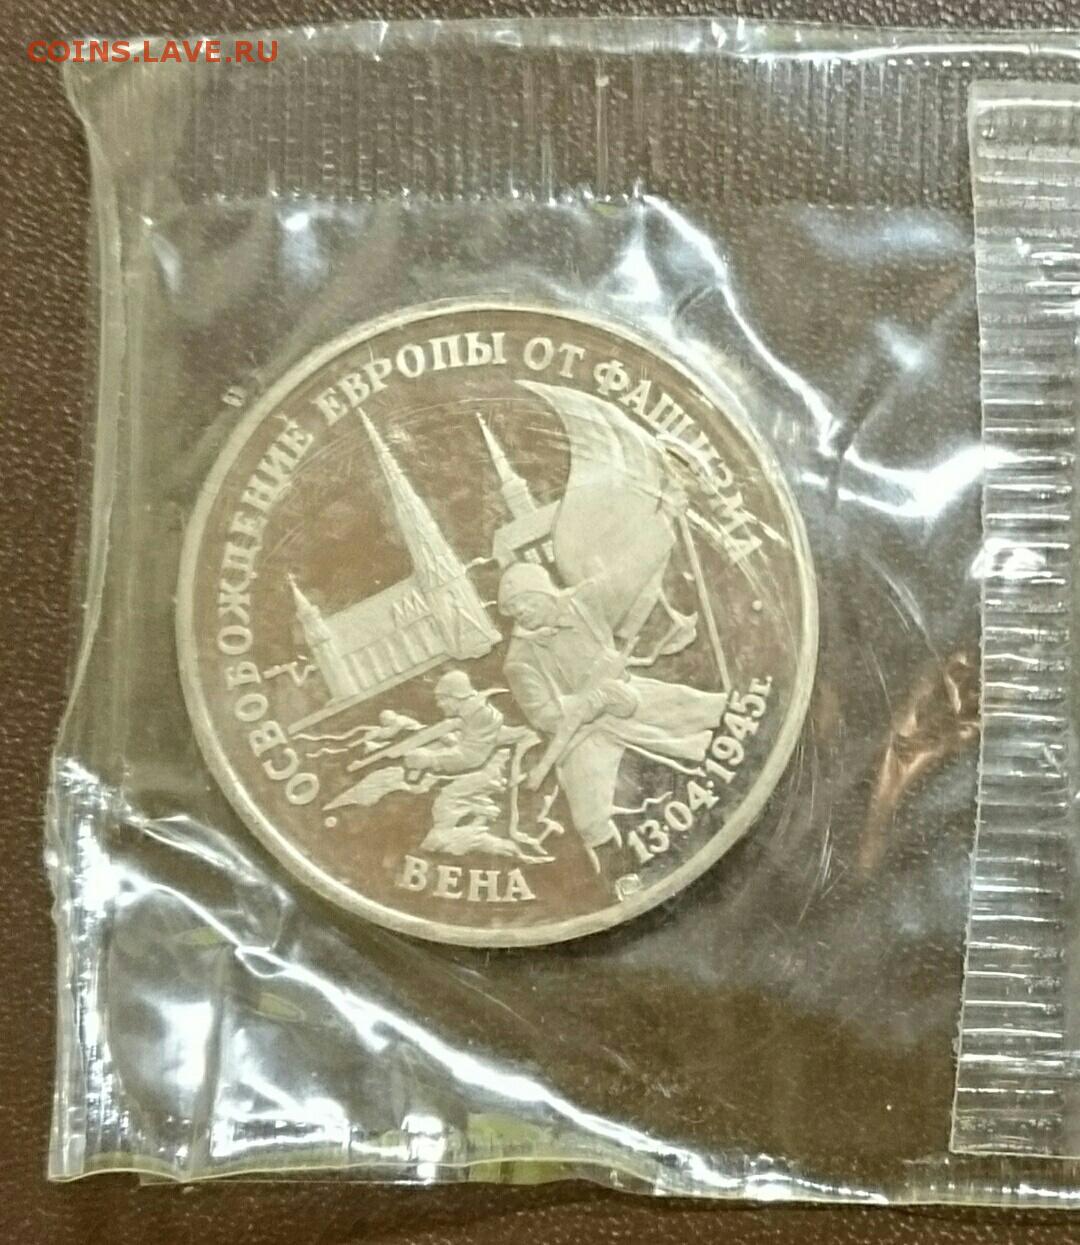 COINS.LAVE.RU
ОСВОБОЖДЕНИЕ ЕВРОПЫ ОТ ФАШИЗМА
13·04·1945г.
ВЕНА